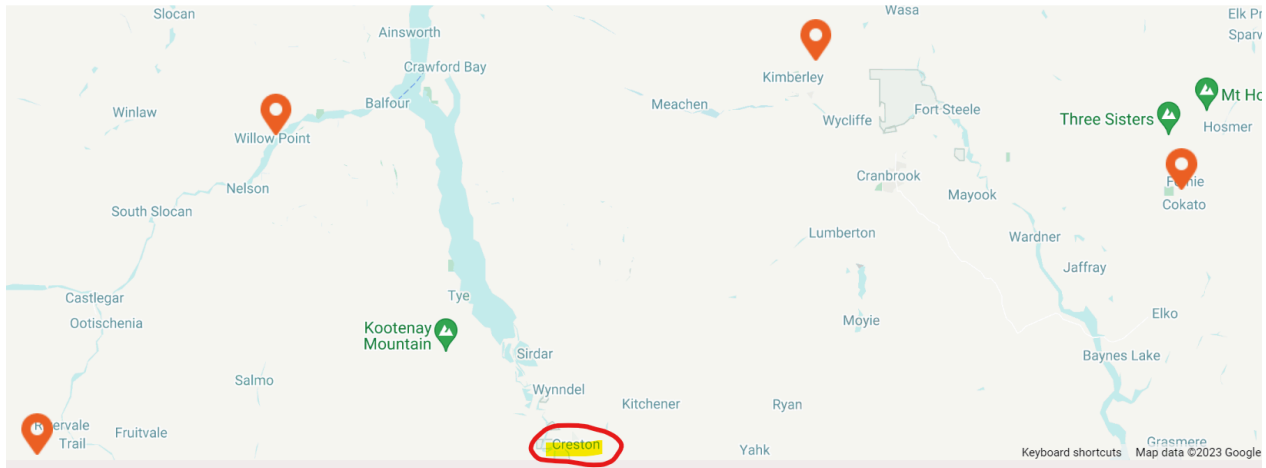 Slocan
Wasa
Elk Pr
Ainsworth
Sparw
Crawford Bay
Kimberley
Balfour
Meachen
Mt Ho
Winlaw
Fort Steele
Wycliffe
Three Sisters
Hosmer
Willow Point
Cranbrook
Nelson
Mayook
Cokato
South Slocan
Lumberton
Wardner
Jaffray
Tye
Castlegar
Elko
Ootischenia
Moyie
Kootenay
Mountain
Sirdar
Baynes Lake
Salmo
Wynndel
Kitchener
Ryan
Fruitvale
Trail
Creston
Yahk
Grasmere
Keyboard shortcuts Map data ©2023 Google